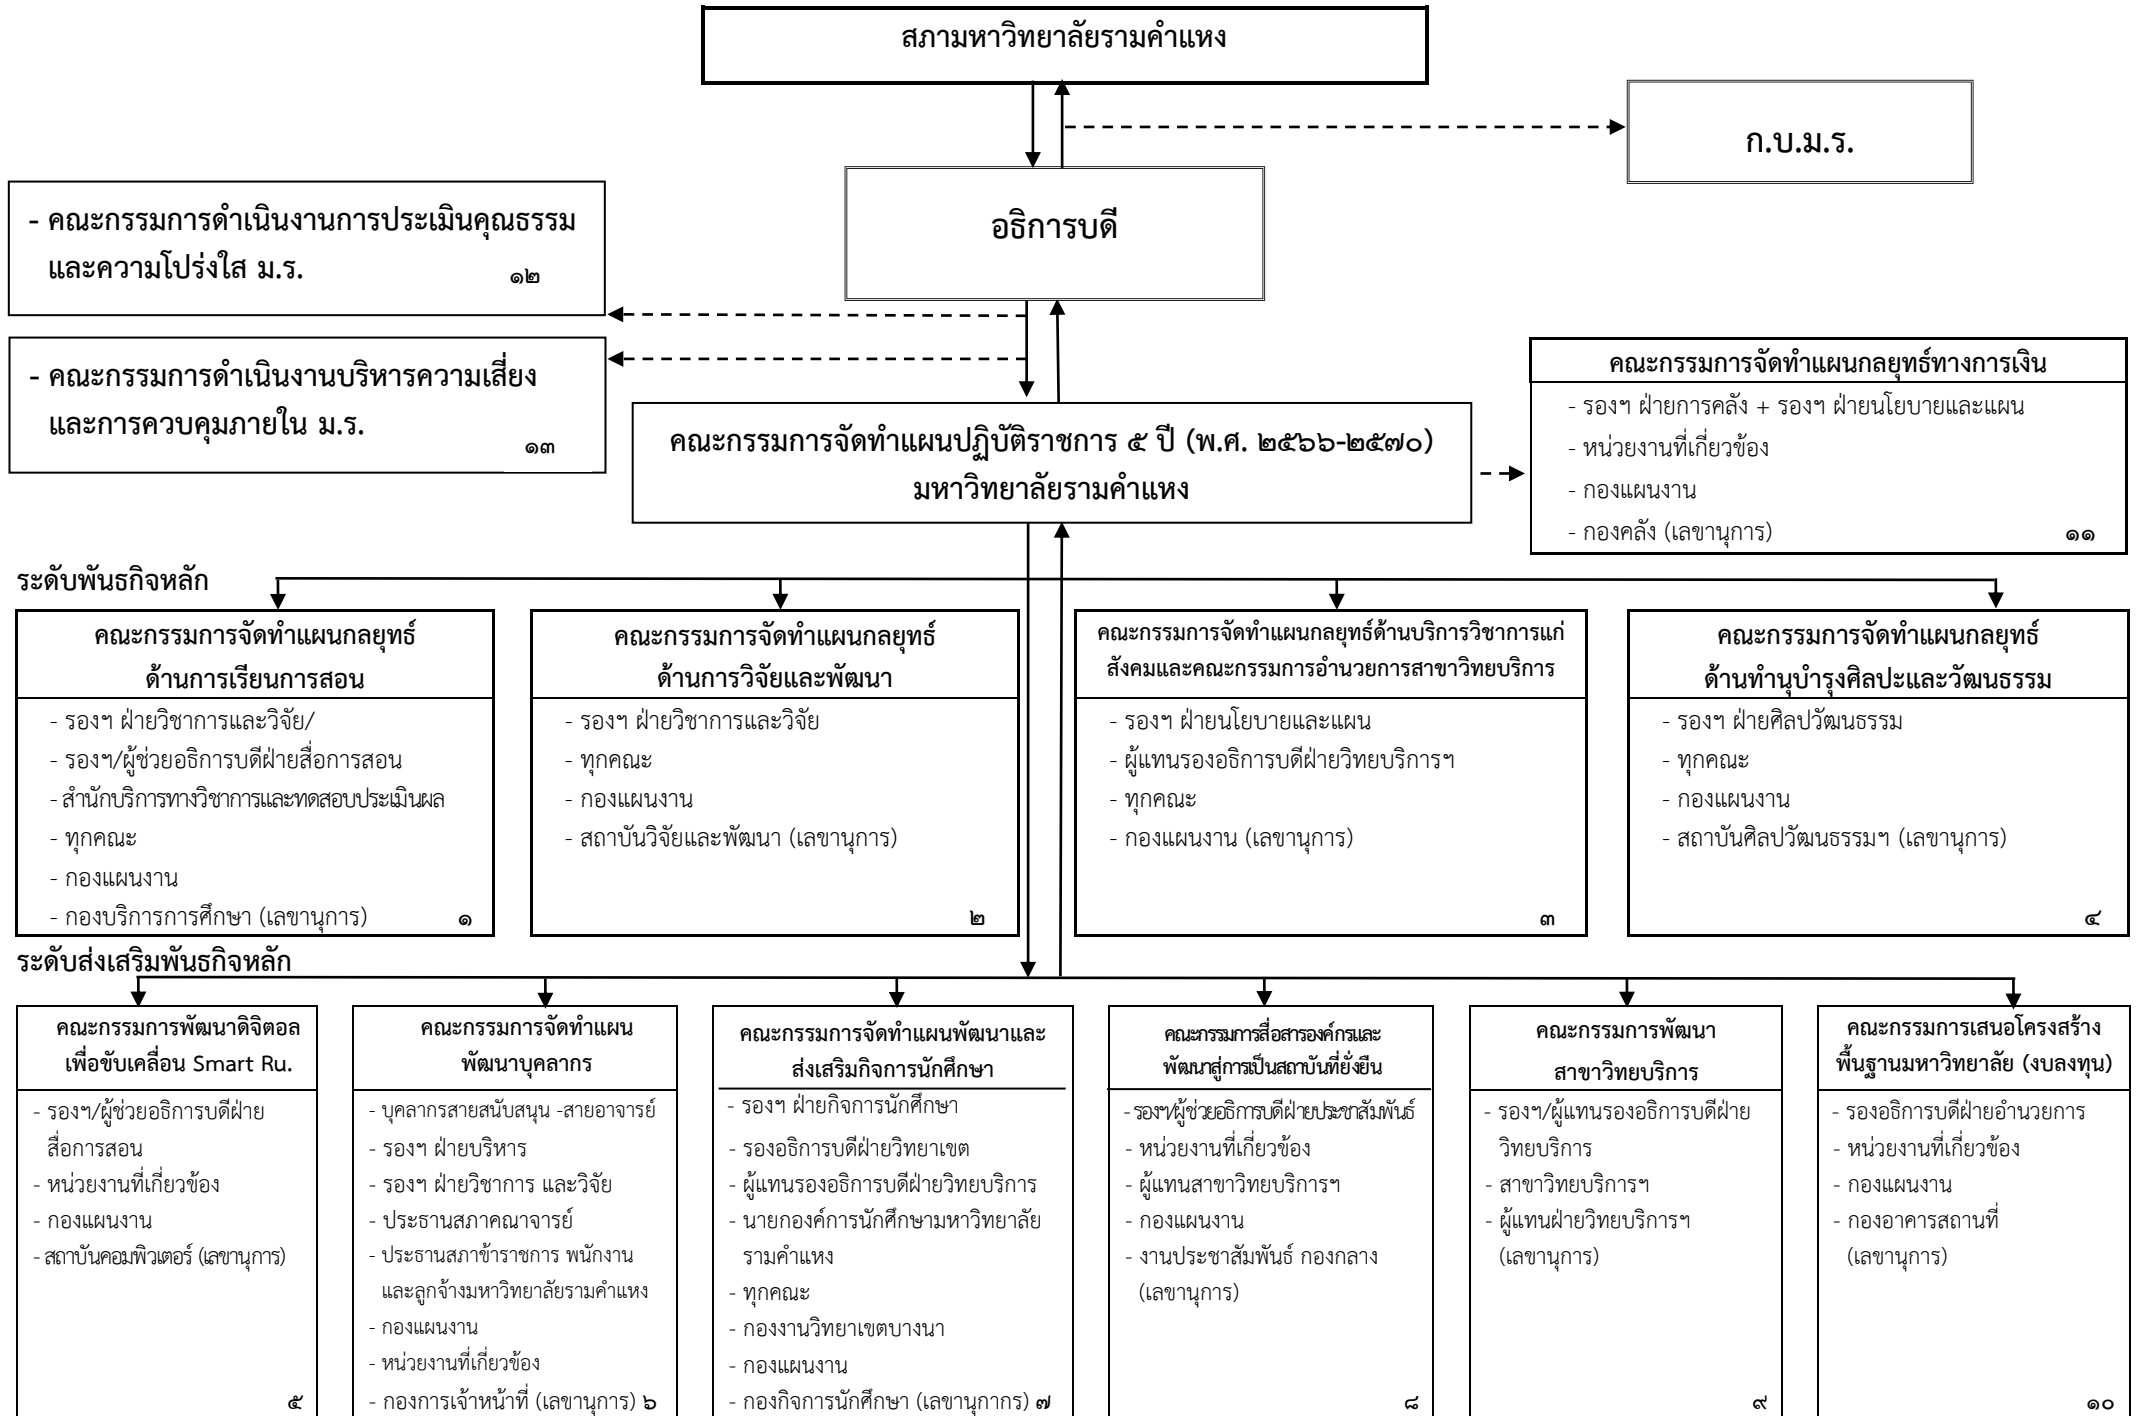 สภามหาวิทยาลัยรามคำแหง
ก.บ.ม.ร.
อธิการบดี
- คณะกรรมการดำเนินงานการประเมินคุณธรรม
และความโปร่งใส ม.ร. ๑๒
- คณะกรรมการดำเนินงานบริหารความเสี่ยง
และการควบคุมภายใน ม.ร. ๑๓
คณะกรรมการจัดทำแผนปฏิบัติราชการ ๕ ปี (พ.ศ. ๒๕๖๖-๒๕๗๐)
มหาวิทยาลัยรามคำแหง
คณะกรรมการจัดทำแผนกลยุทธ์ทางการเงิน
- รองฯ ฝ่ายการคลัง + รองฯ ฝ่ายนโยบายและแผน
- หน่วยงานที่เกี่ยวข้อง
- กองแผนงาน
- กองคลัง (เลขานุการ) ๑๑
ระดับพันธกิจหลัก
คณะกรรมการจัดทำแผนกลยุทธ์
ด้านการเรียนการสอน
- รองฯ ฝ่ายวิชาการและวิจัย/
- รองฯ/ผู้ช่วยอธิการบดีฝ่ายสื่อการสอน
- สำนักบริการทางวิชาการและทดสอบประเมินผล
- ทุกคณะ
- กองแผนงาน
- กองบริการการศึกษา (เลขานุการ) ๑
คณะกรรมการจัดทำแผนกลยุทธ์
ด้านการวิจัยและพัฒนา
- รองฯ ฝ่ายวิชาการและวิจัย
- ทุกคณะ
- กองแผนงาน
- สถาบันวิจัยและพัฒนา (เลขานุการ)
๒
คณะกรรมการจัดทำแผนกลยุทธ์ด้านบริการวิชาการแก่
สังคมและคณะกรรมการอำนวยการสาขาวิทยบริการ
- รองฯ ฝ่ายนโยบายและแผน
- ผู้แทนรองอธิการบดีฝ่ายวิทยบริการฯ
- ทุกคณะ
- กองแผนงาน (เลขานุการ)
๓
คณะกรรมการจัดทำแผนกลยุทธ์
ด้านทำนุบำรุงศิลปะและวัฒนธรรม
- รองฯ ฝ่ายศิลปวัฒนธรรม
- ทุกคณะ
- กองแผนงาน
- สถาบันศิลปวัฒนธรรมฯ (เลขานุการ)
๔
ระดับส่งเสริมพันธกิจหลัก
คณะกรรมการพัฒนาดิจิตอล
เพื่อขับเคลื่อน Smart Ru.
- รองฯ/ผู้ช่วยอธิการบดีฝ่าย
สื่อการสอน
- หน่วยงานที่เกี่ยวข้อง
- กองแผนงาน
- สถาบันคอมพิวเตอร์ (เลขานุการ)
๕
คณะกรรมการจัดทำแผน
พัฒนาบุคลากร
- บุคลากรสายสนับสนุน -สายอาจารย์
- รองฯ ฝ่ายบริหาร
- รองฯ ฝ่ายวิชาการ และวิจัย
- ประธานสภาคณาจารย์
- ประธานสภาข้าราชการ พนักงาน
และลูกจ้างมหาวิทยาลัยรามคำแหง
- กองแผนงาน
- หน่วยงานที่เกี่ยวข้อง
- กองการเจ้าหน้าที่ (เลขานุการ) ๖
คณะกรรมการจัดทำแผนพัฒนาและ
ส่งเสริมกิจการนักศึกษา
- รองฯ ฝ่ายกิจการนักศึกษา
- รองอธิการบดีฝ่ายวิทยาเขต
- ผู้แทนรองอธิการบดีฝ่ายวิทยบริการ
- นายกองค์การนักศึกษามหาวิทยาลัย
รามคำแหง
- ทุกคณะ
- กองงานวิทยาเขตบางนา
- กองแผนงาน
- กองกิจการนักศึกษา (เลขานุาการ) ๗
คณะกรรมการสื่อสารองค์กรและ
พัฒนาสู่การเป็นสถาบันที่ยั่งยืน
- รองฯ/ผู้ช่วยอธิการบดีฝ่ายประชาสัมพันธ์
- หน่วยงานที่เกี่ยวข้อง
- ผู้แทนสาขาวิทยบริการฯ
- กองแผนงาน
- งานประชาสัมพันธ์ กองกลาง
(เลขานุการ)
๘
คณะกรรมการพัฒนา
สาขาวิทยบริการ
- รองฯ/ผู้แทนรองอธิการบดีฝ่าย
วิทยบริการ
- สาขาวิทยบริการฯ
- ผู้แทนฝ่ายวิทยบริการฯ
(เลขานุการ)
๙
คณะกรรมการเสนอโครงสร้าง
พื้นฐานมหาวิทยาลัย (งบลงทุน)
- รองอธิการบดีฝ่ายอำนวยการ
- หน่วยงานที่เกี่ยวข้อง
- กองแผนงาน
- กองอาคารสถานที่
(เลขานุการ)
๑๐